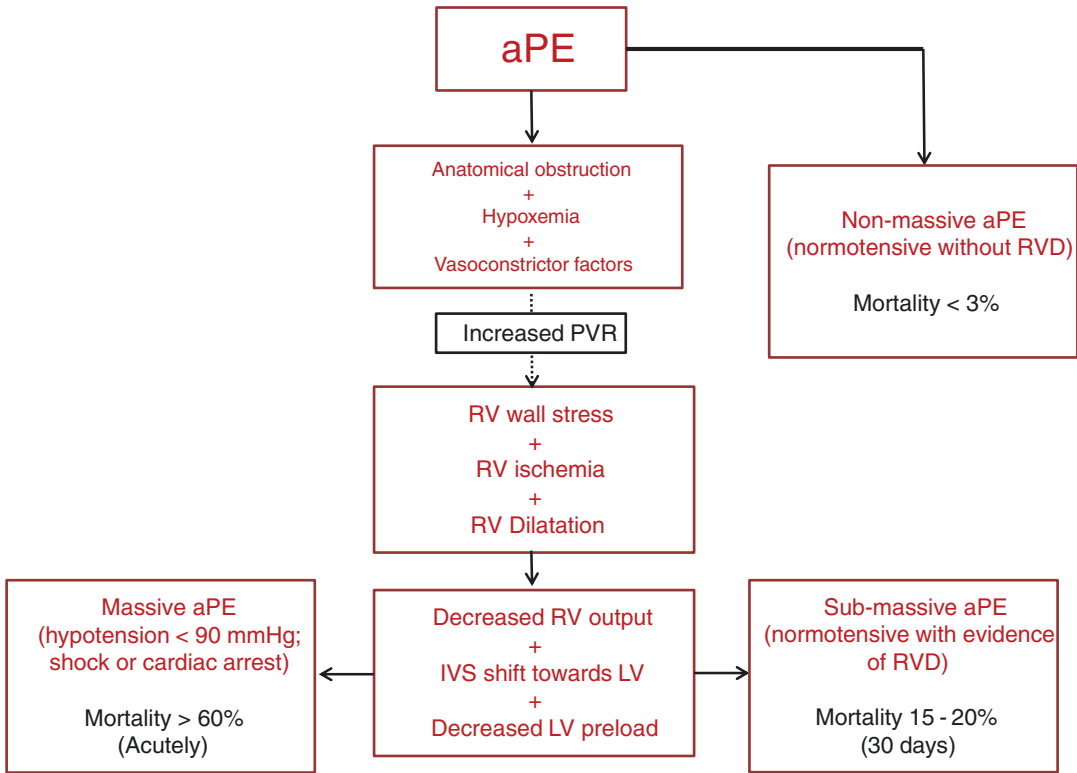 aPE
Anatomical obstruction
+
Hypoxemia
+
Vasoconstrictor factors
Non-massive aPE
(normotensive without RVD)
Mortality < 3%
Increased PVR
RV wall stress
+
RV ischemia
+
RV Dilatation
Massive aPE
(hypotension < 90 mmHg;
shock or cardiac arrest)
Mortality > 60%
(Acutely)
Decreased RV output
+
IVS shift towards LV
+
Decreased LV preload
Sub-massive aPE
(normotensive with evidence
of RVD)
Mortality 15 - 20%
(30 days)